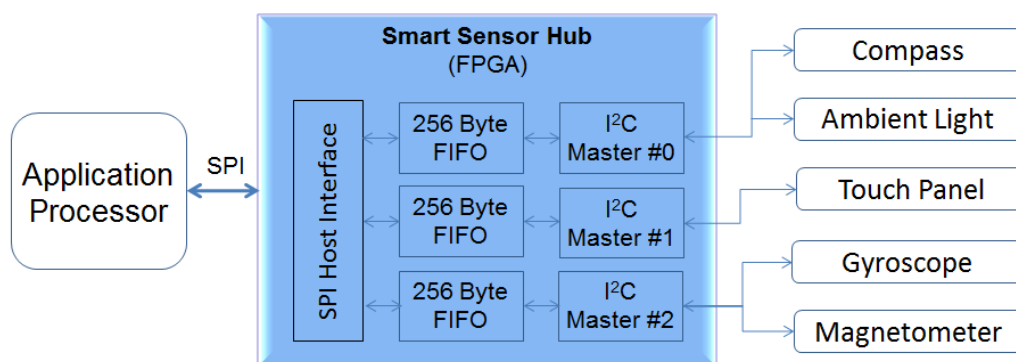 Smart Sensor Hub
(FPGA)
Application
Processor
SPI
SPI Host Interface
256 Byte
FIFO
I²C
Master #0
256 Byte
FIFO
I²C
Master #1
256 Byte
FIFO
I²C
Master #2
Compass
Ambient Light
Touch Panel
Gyroscope
Magnetometer